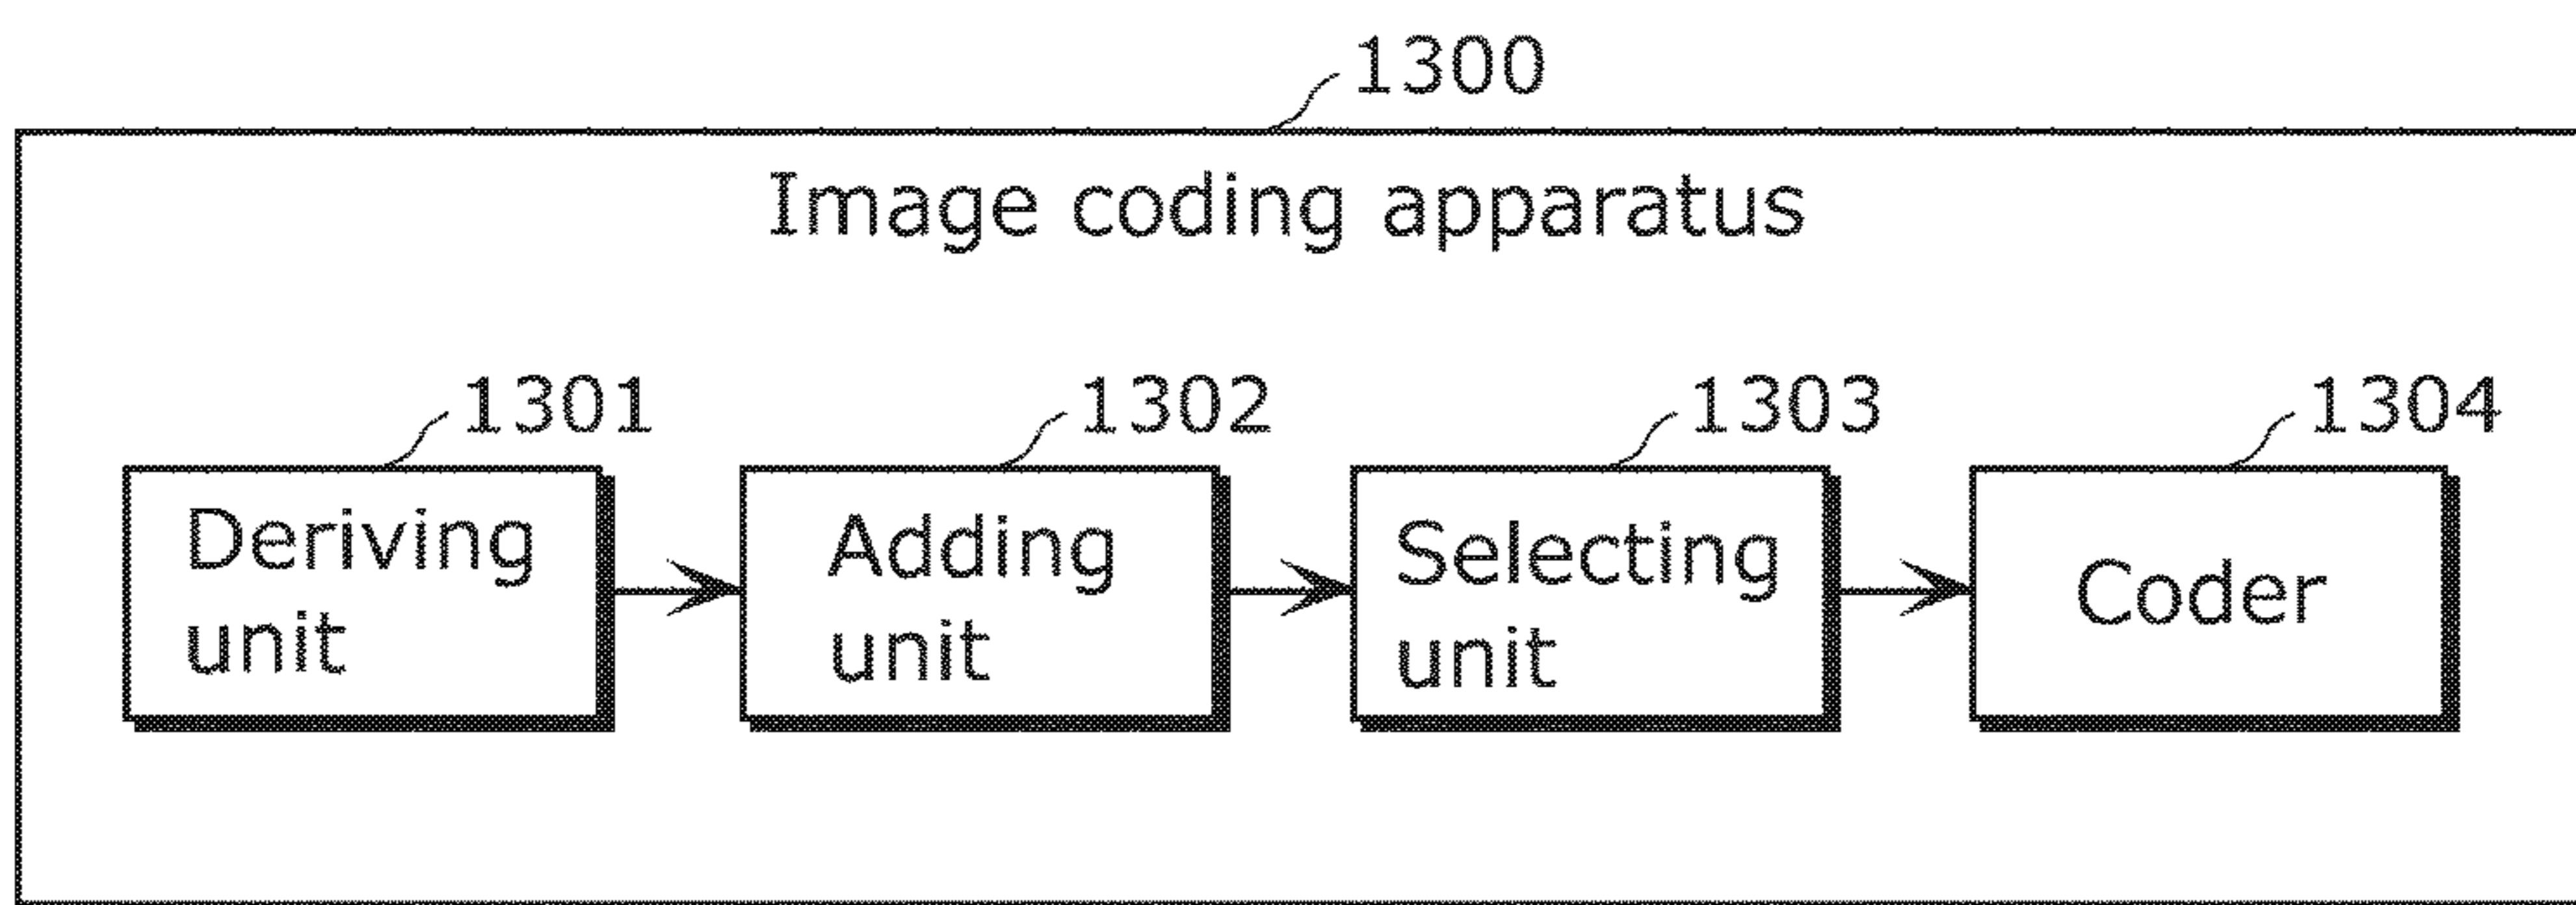 1300
Image coding apparatus
1301
1302
1303
1304
Deriving
unit
Adding
unit
Selecting
unit
Coder